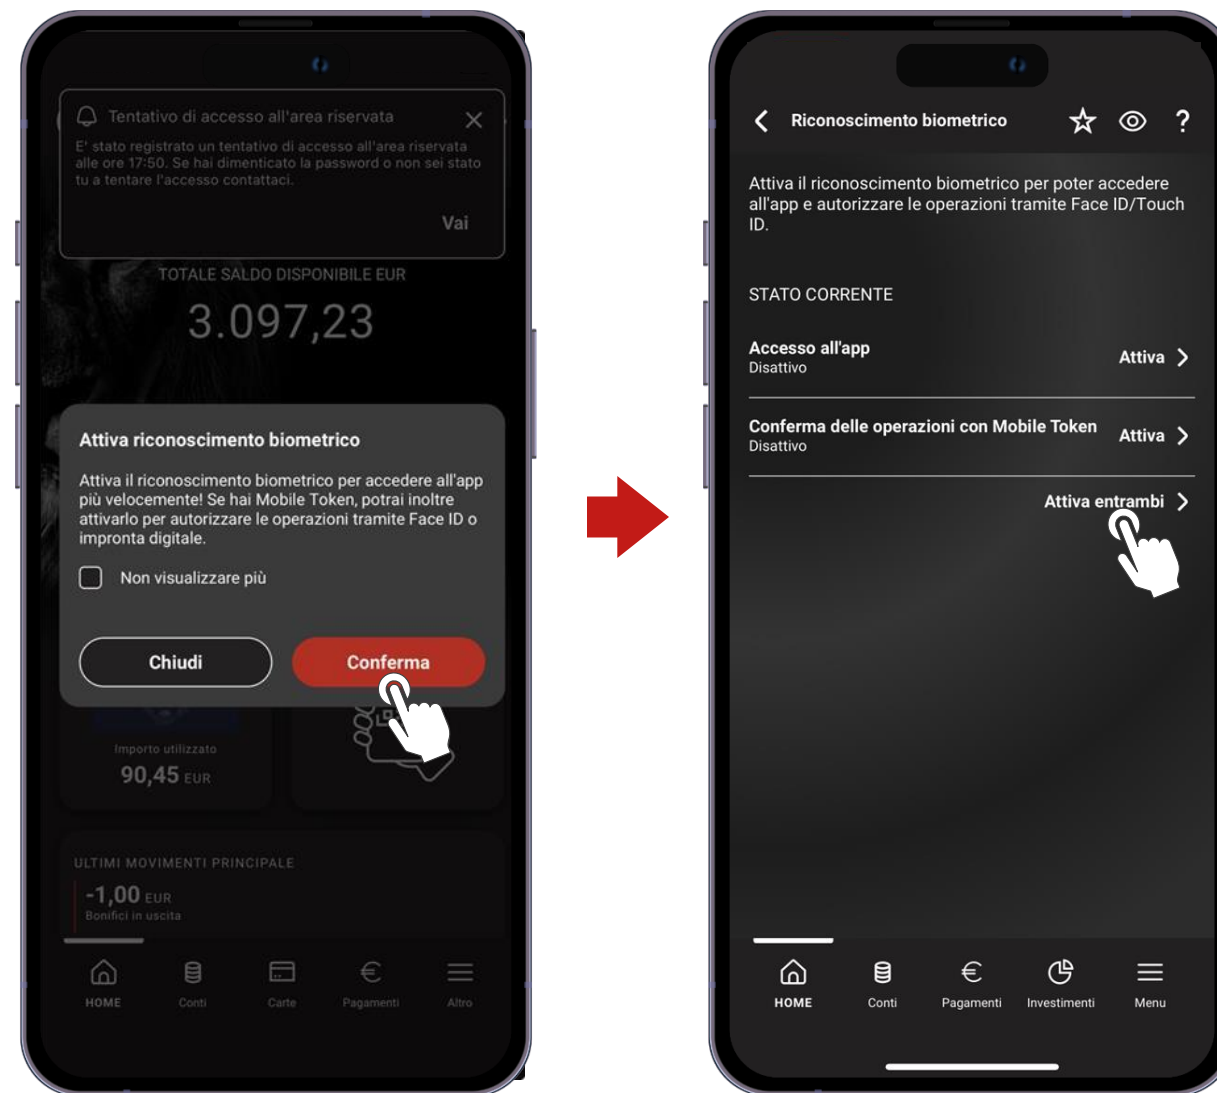 Tentativo di accesso all'area riservata
E' stato registrato un tentativo di accesso all'area riservata
alle ore 17:50. Se hai dimenticato la password o non sei stato
tu a tentare l'accesso contattaci.
Vai
TOTALE SALDO DISPONIBILE EUR
3.097,23
Attiva riconoscimento biometrico
Attiva il riconoscimento biometrico per accedere all'app
più velocemente! Se hai Mobile Token, potrai inoltre
attivarlo per autorizzare le operazioni tramite Face ID o
impronta digitale.
Non visualizzare più
Chiudi
Conferma
Importo utilizzato
90,45 EUR
ULTIMI MOVIMENTI PRINCIPALE
-1,00 EUR
Bonifici in uscita
HOME
Conti
Carte
Pagamenti
Altro
Riconoscimento biometrico
?
Attiva il riconoscimento biometrico per poter accedere
all'app e autorizzare le operazioni tramite Face ID/Touch
ID.
STATO CORRENTE
Accesso all'app
Disattivo
Attiva
Conferma delle operazioni con Mobile Token
Disattivo
Attiva
Attiva entrambi
HOME
Conti
Pagamenti
Investimenti
Menu